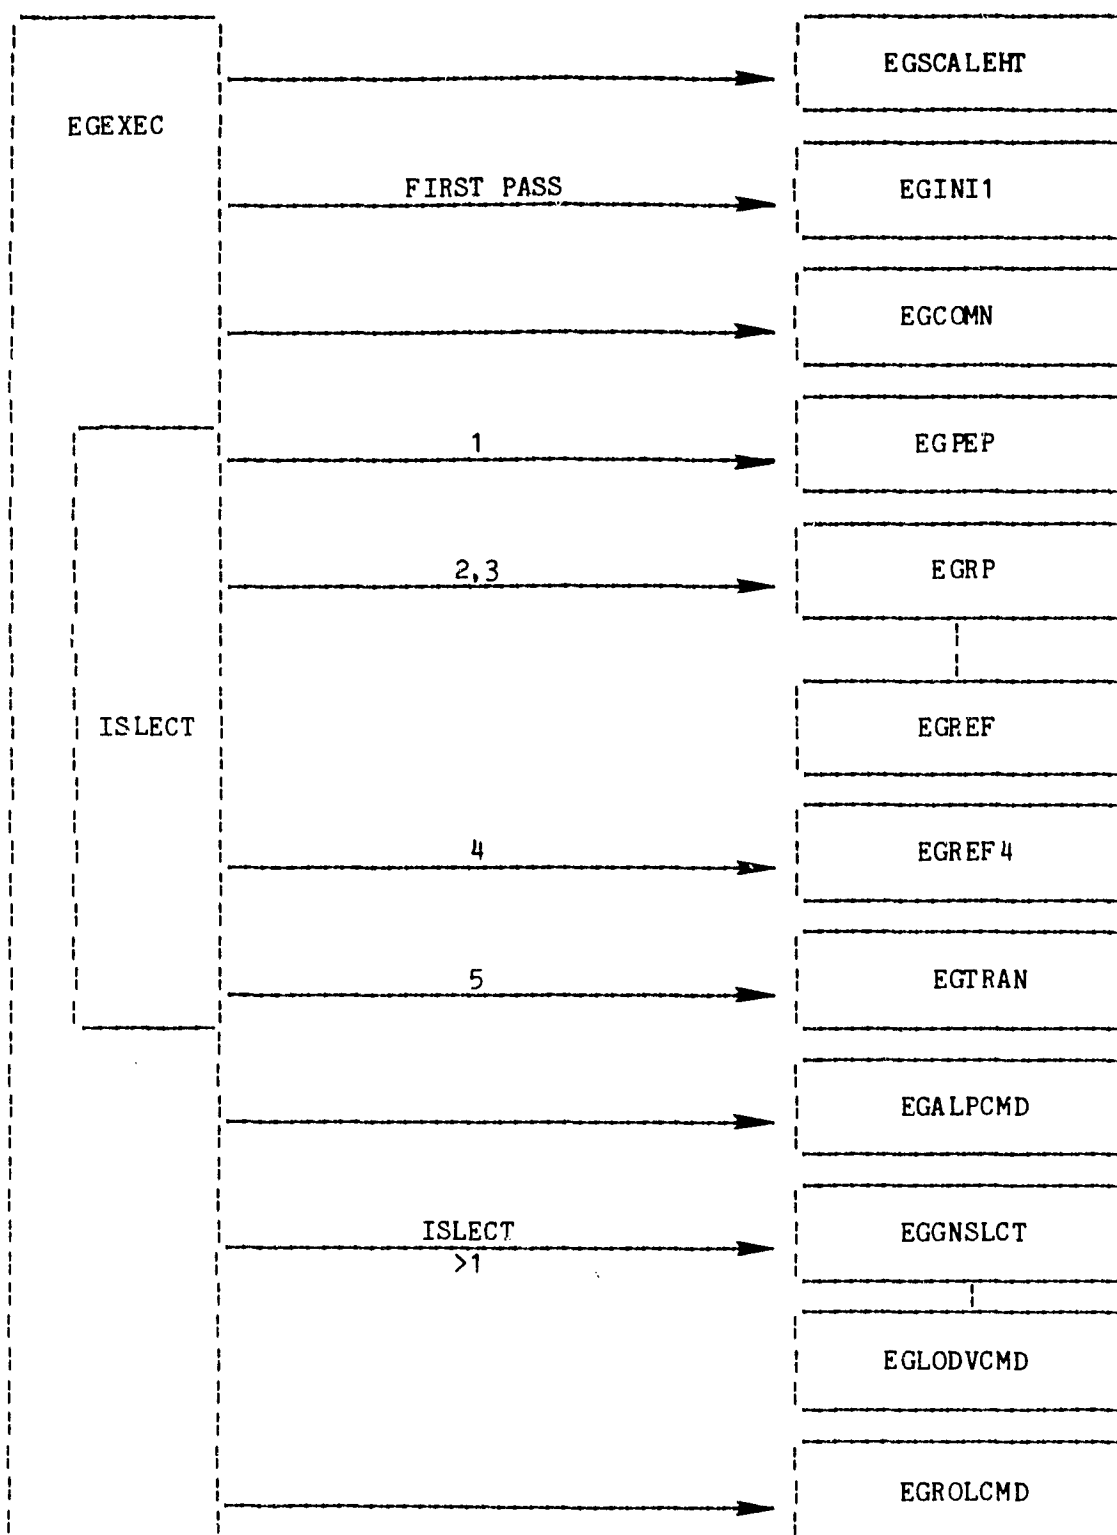 EGSCALEHT
EGEXEC
FIRST PASS
EGINI1
EGCOMN
1
EGPEP
2,3
EGRP
ISLECT
EGREF
4
EGREF4
5
EGTRAN
EGALPCMD
ISLECT
>1
EGGNSLCT
EGLODVCMD
EGROLCMD